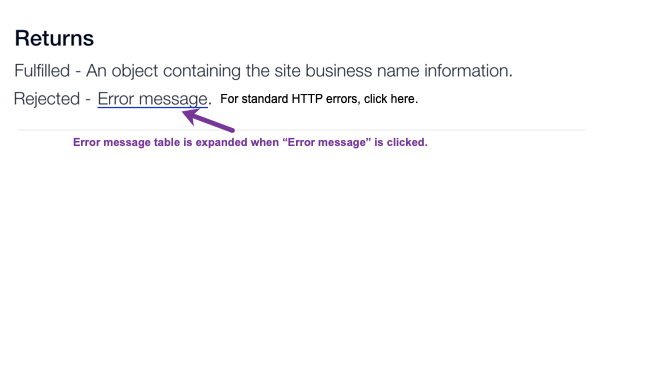 Returns
Fulfilled - An object containing the site business name information.
Rejected - Error message. For standard HTTP errors, click here.
Error message table is expanded when “Error message” is clicked.